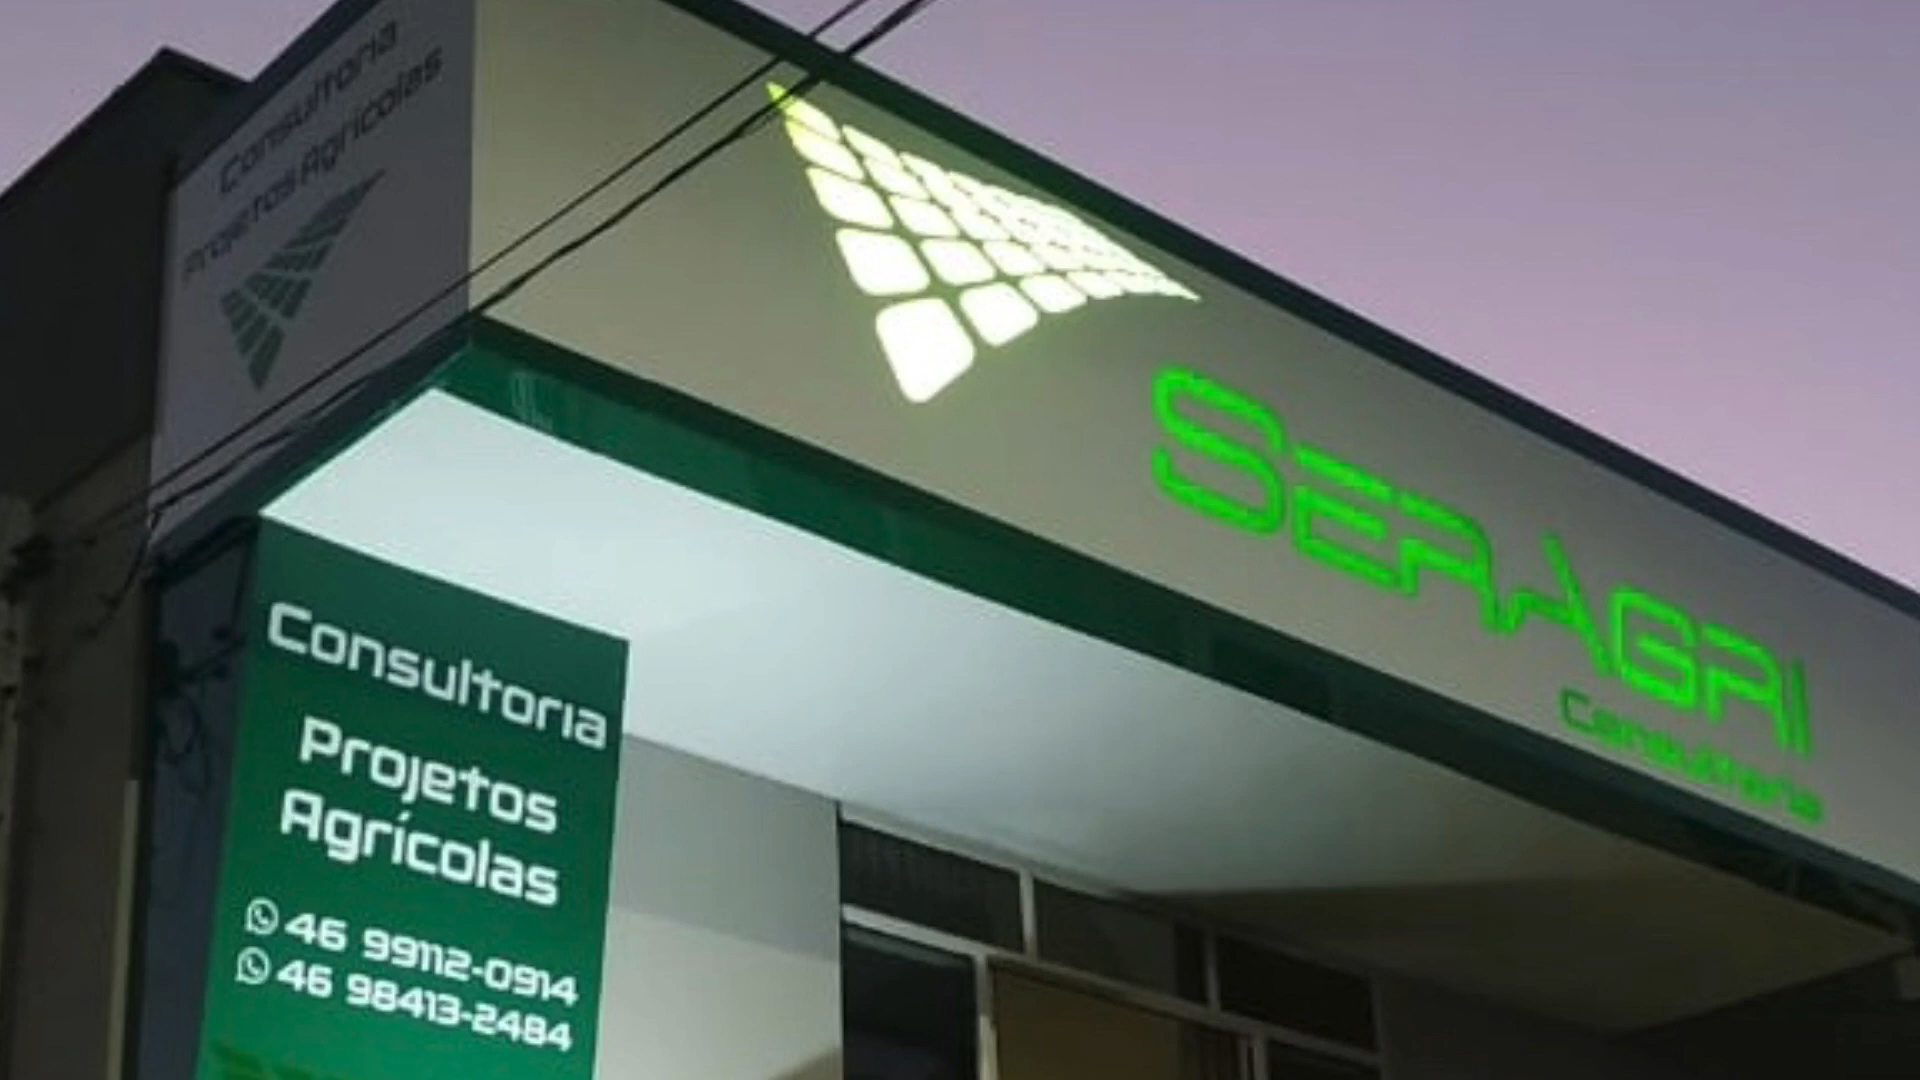 Consultoria
Projetos Agrícolas
SERAGRI
Consultoria
Consultoria
Projetos
Agrícolas
46 99112-0914
46 98413-2484